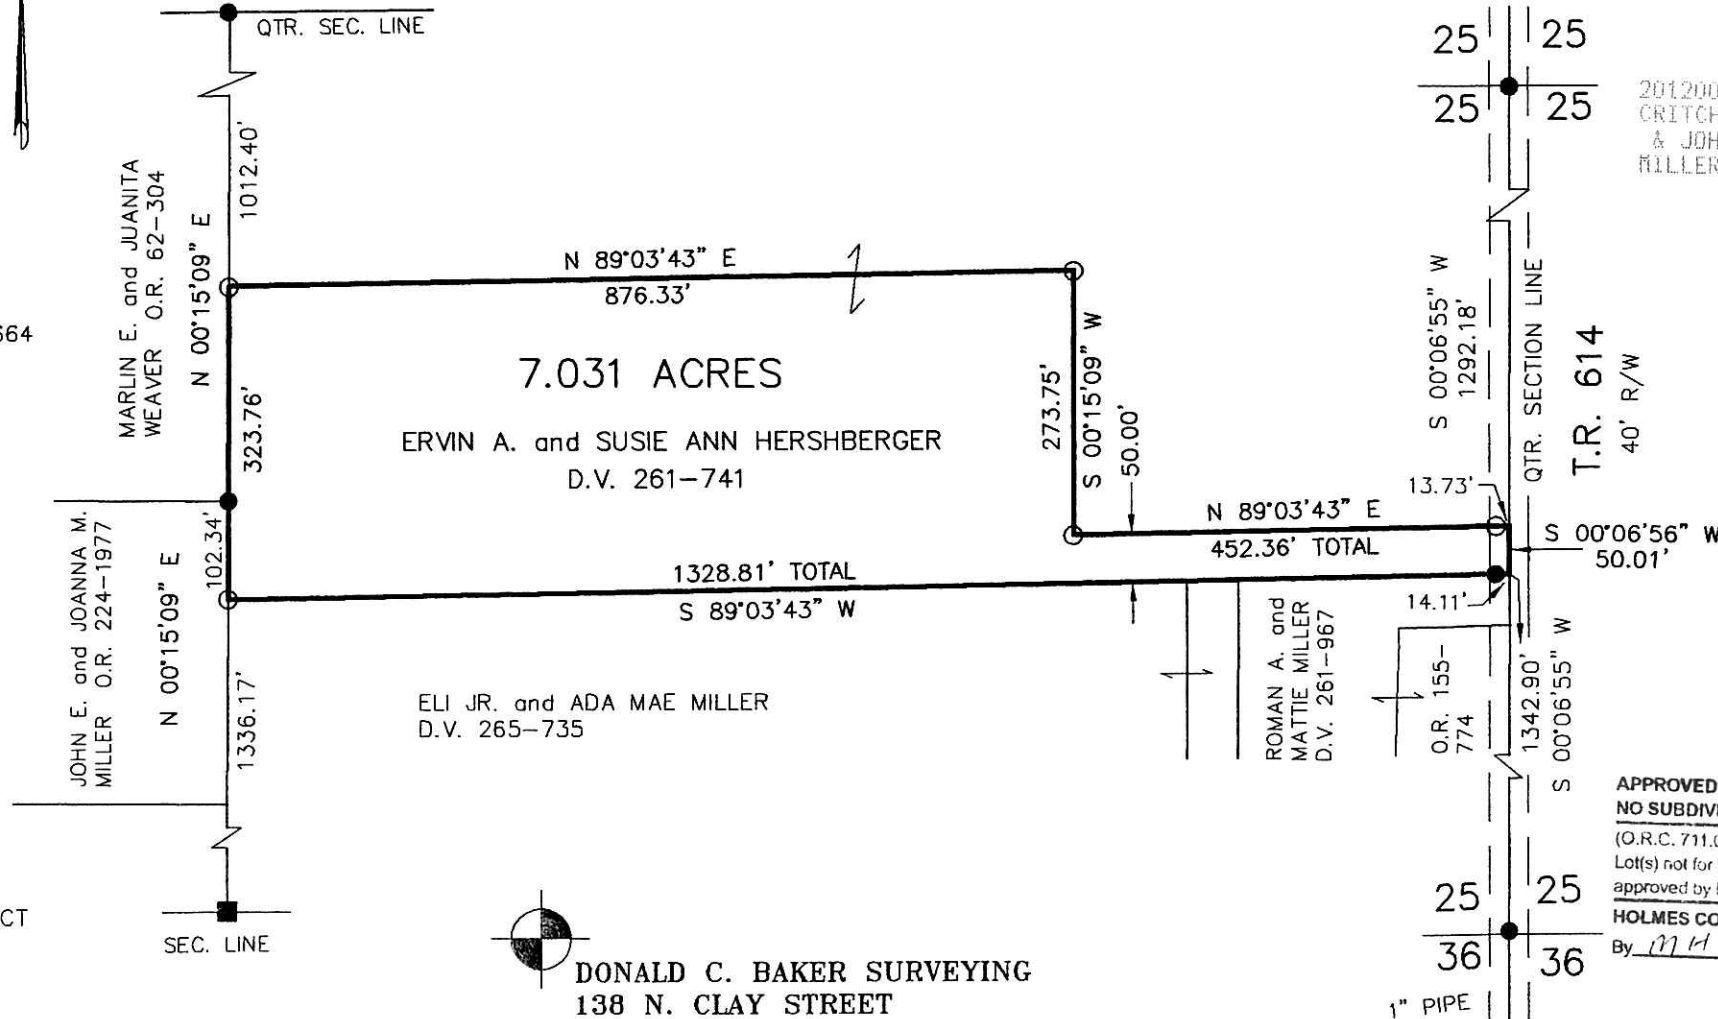 QTR. SEC. LINE
1012.40'
MARLIN E. and JUANITA
WEAVER O.R. 62-304
N 00°15'09" E
323.76'
664
N 89°03'43" E
876.33'
7.031 ACRES
ERVIN A. and SUSIE ANN HERSHBERGER
D.V. 261-741
273.75'
S 00°15'09" W
50.00'
N 89°03'43" E
452.36' TOTAL
1328.81' TOTAL
S 89°03'43" W
JOHN E. and JOANNA M.
MILLER O.R. 224-1977
N 00°15'09" E
102.34'
1336.17'
ELI JR. and ADA MAE MILLER
D.V. 265-735
ROMAN A. and
MATTIE MILLER
D.V. 261-967
O.R. 155-
774
25 25
25 25
201200
CRITCH
& JOH
MILLER
S 00°06'55" W
1292.18'
QTR. SECTION LINE
T.R. 614
40' R/W
13.73'
S 00°06'56" W
50.01'
14.11'
1342.90'
S 00°06'55" W
APPROVED
NO SUBDIVI
(O.R.C. 711.0
Lot(s) not for
approved by
HOLMES CO
By MH
25 25
36 36
1" PIPE
CT
SEC. LINE
DONALD C. BAKER SURVEYING
138 N. CLAY STREET